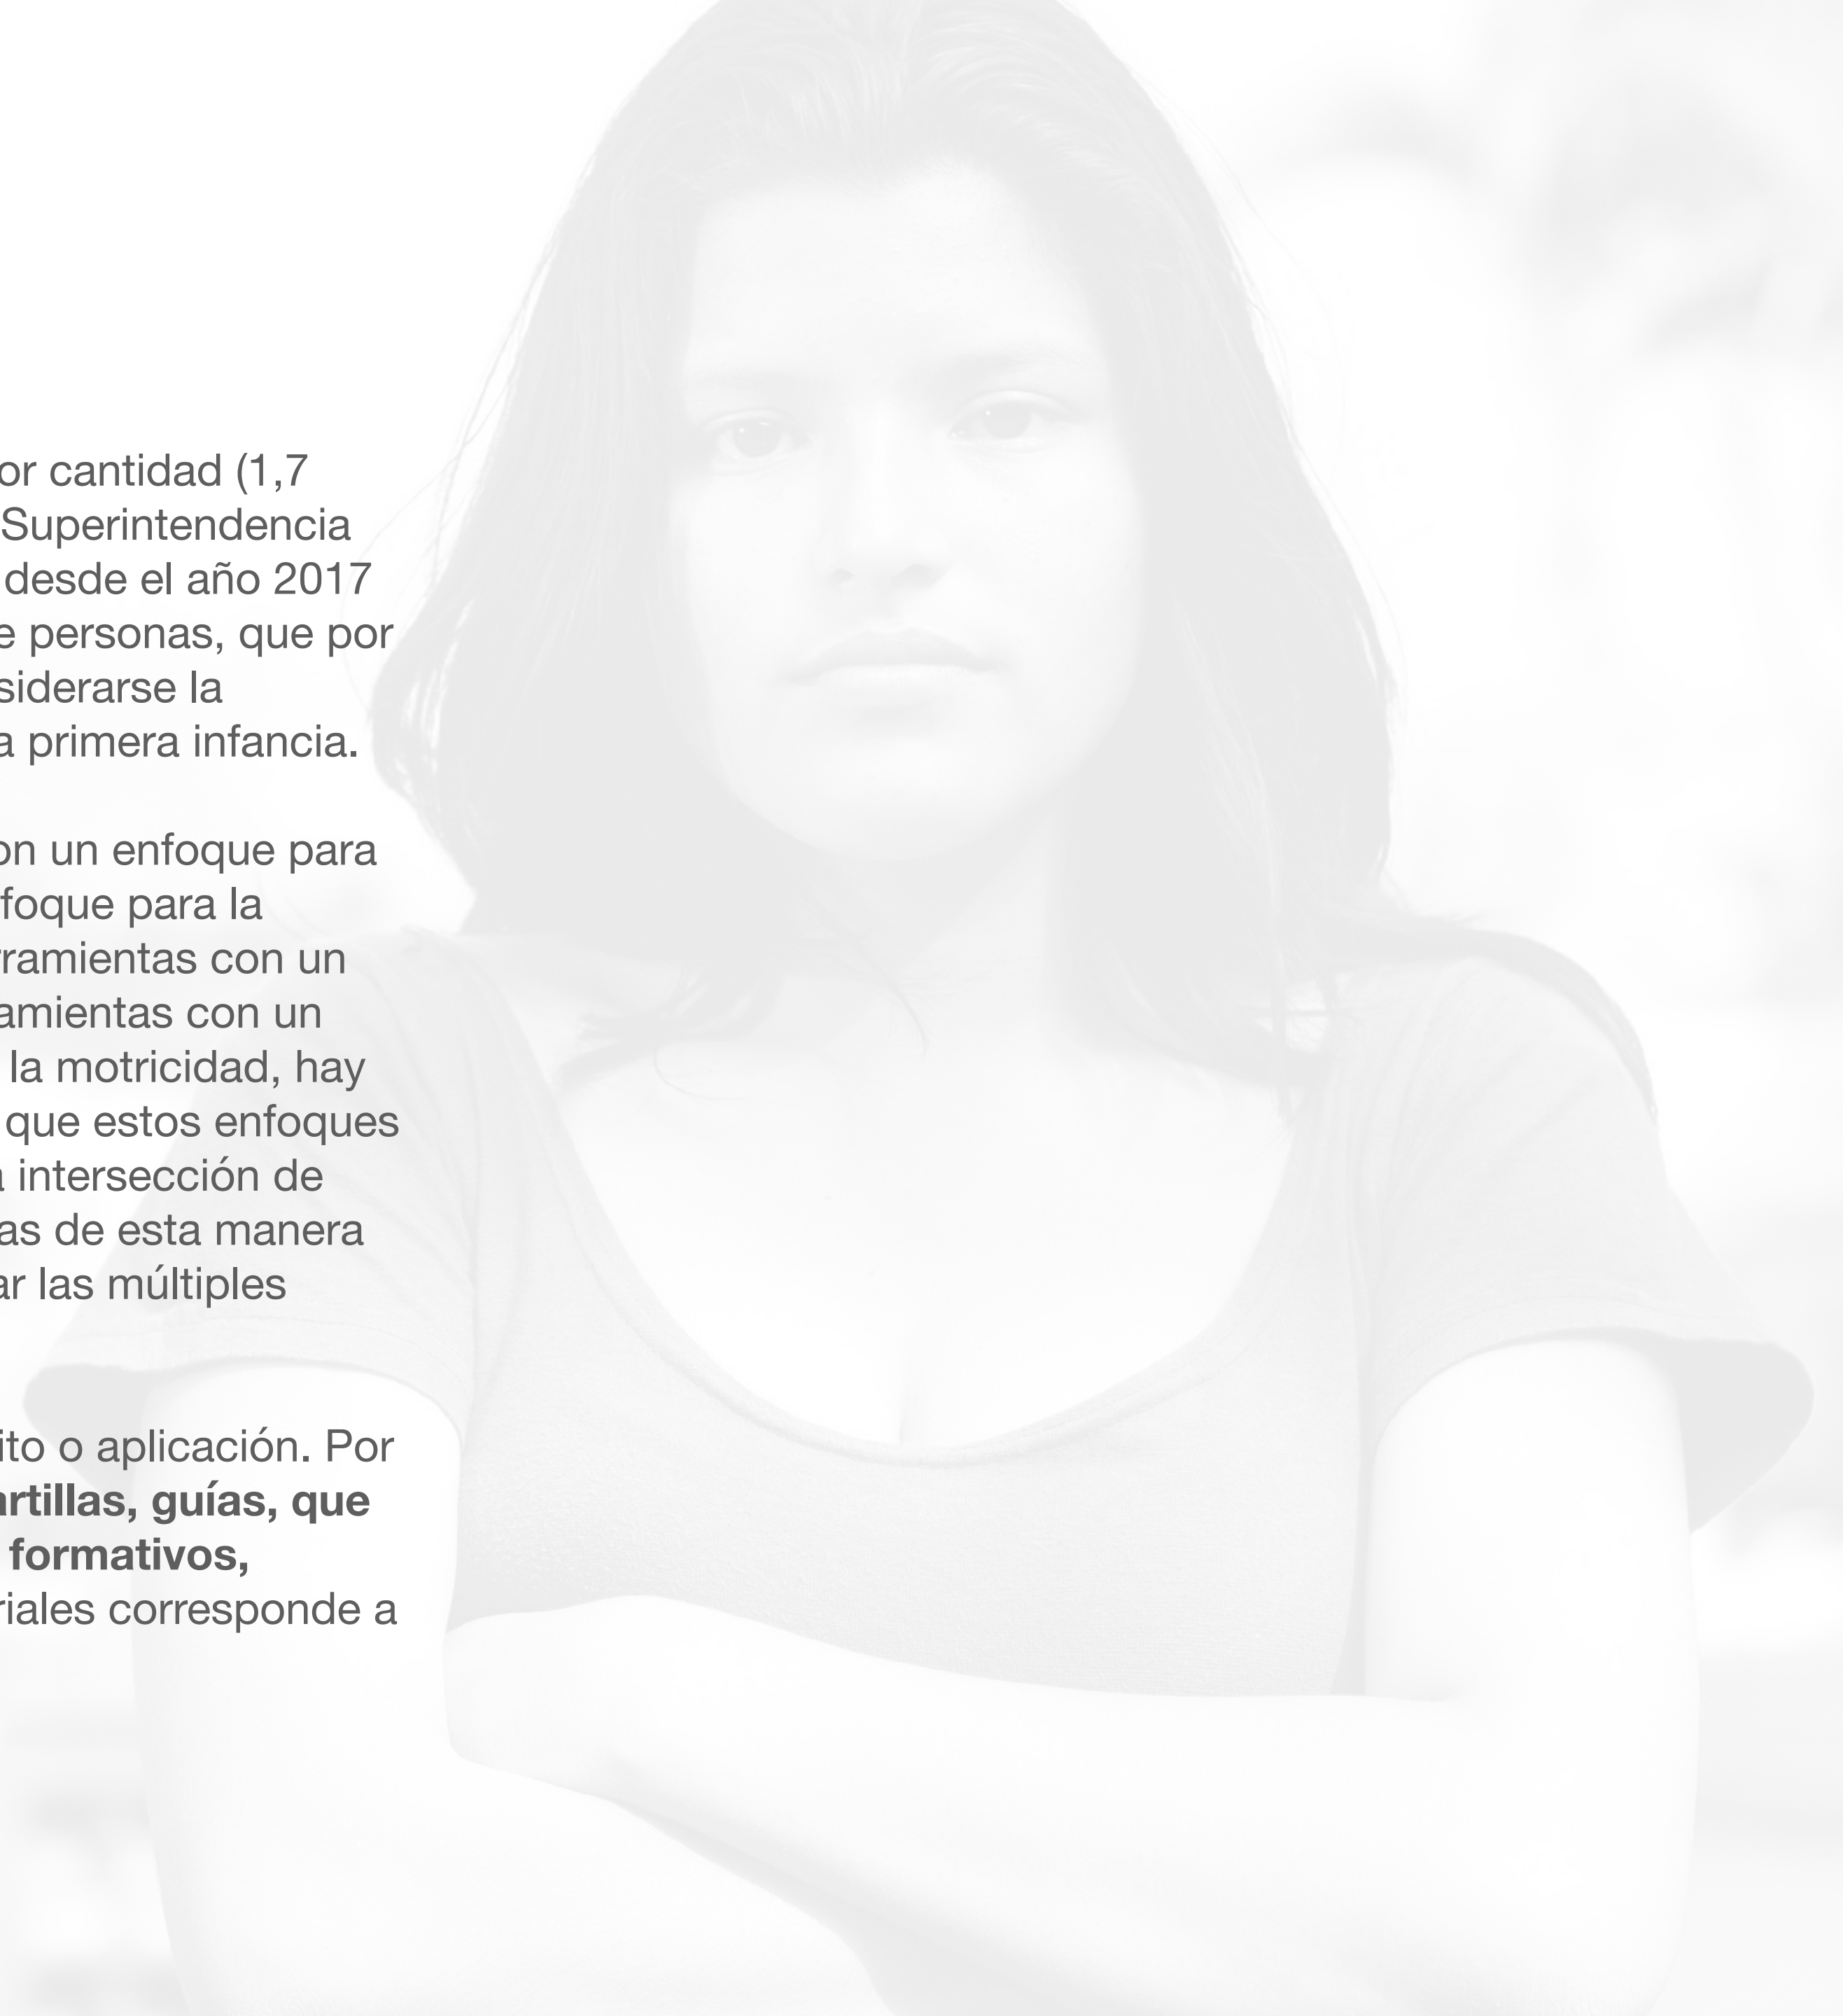 or cantidad (1,7
Superintendencia
desde el año 2017
e personas, que por
siderarse la
a primera infancia.
on un enfoque para
foque para la
rramientas con un
amientas con un
la motricidad, hay
que estos enfoques
a intersección de
as de esta manera
ar las múltiples
ito o aplicación. Por
artillas, guías, que
formativos,
riales corresponde a